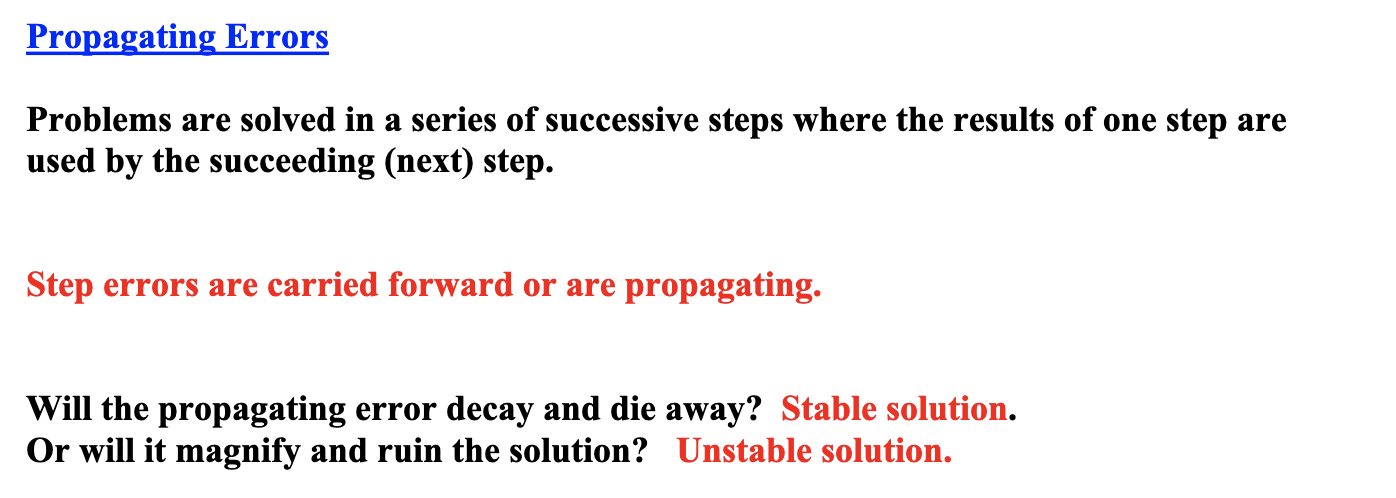 Propagating Errors
Problems are solved in a series of successive steps where the results of one step are
used by the succeeding (next) step.
Step errors are carried forward or are propagating.
Will the propagating error decay and die away?  Stable solution.
Or will it magnify and ruin the solution?   Unstable solution.